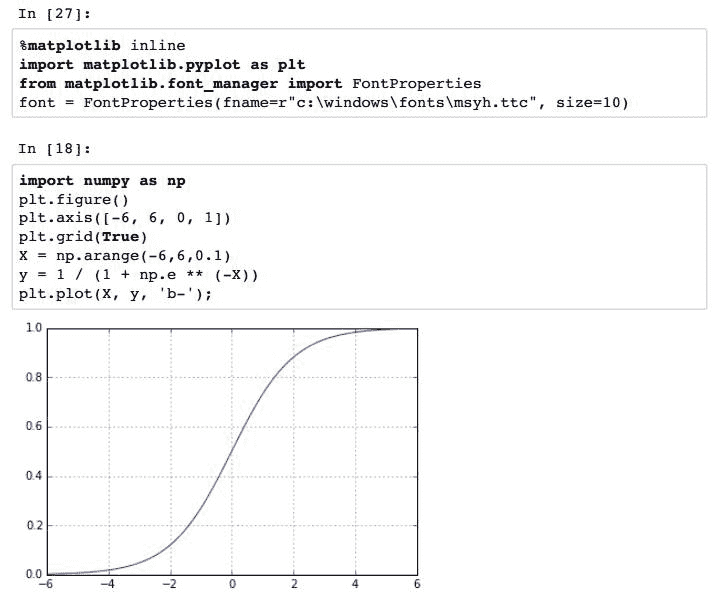 In [27]:
%matplotlib inline
import matplotlib.pyplot as plt
from matplotlib.font_manager import FontProperties
font = FontProperties(fname=r"c:\windows\fonts\msyh.ttc", size=10)
In [18]:
import numpy as np
plt.figure()
plt.axis([-6, 6, 0, 1])
plt.grid(True)
X = np.arange(-6,6,0.1)
y = 1 / (1 + np.e ** (-X))
plt.plot(X, y, 'b-');
1.0
0.8
0.6
0.4
0.2
0.0
−6 −4 −2 0 2 4 6